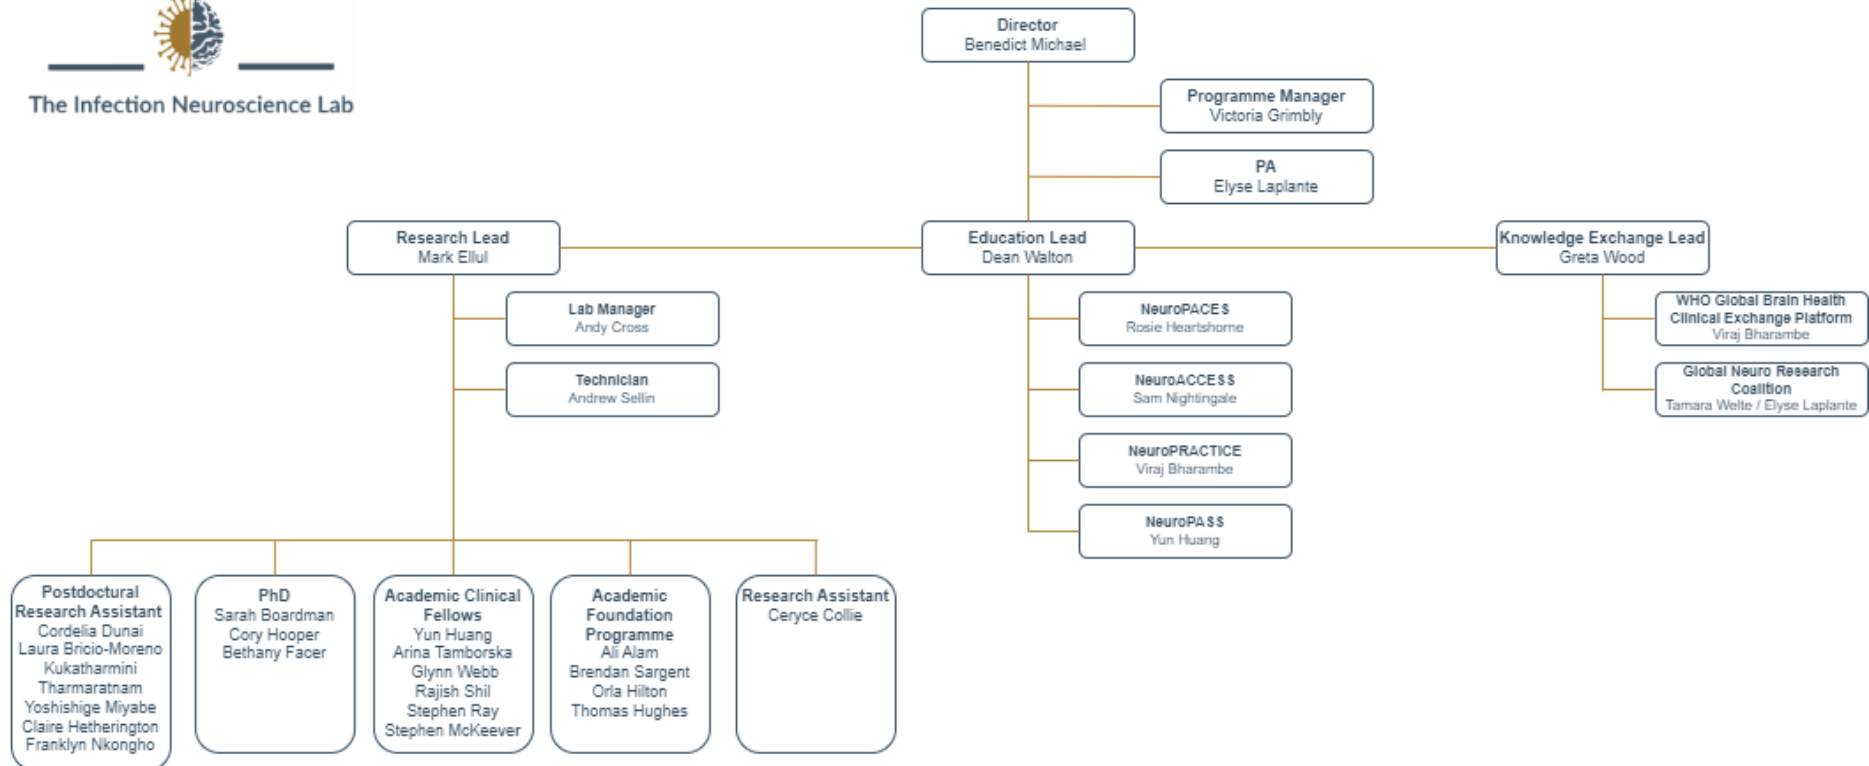 The Infection Neuroscience Lab
Director
Benedict Michael
Programme Manager
Victoria Grimbly
PA
Elyse Laplante
Research Lead
Mark Ellul
Education Lead
Dean Walton
Knowledge Exchange Lead
Greta Wood
Lab Manager
Andy Cross
Technician
Andrew Sellin
NeuroPACES
Rosie Heartshorne
NeuroACCESS
Sam Nightingale
NeuroPRACTICE
Viraj Bharambe
NeuroPASS
Yun Huang
WHO Global Brain Health
Clinical Exchange Platform
Viraj Bharambe
Global Neuro Research
Coalition
Tamara Welte / Elyse Laplante
Postdoctural
Research Assistant
Cordelia Dunai
Laura Bricio-Moreno
Kukatharmini
Tharmaratnam
Yoshishige Miyabe
Claire Hetherington
Franklyn Nkongho
PhD
Sarah Boardman
Cory Hooper
Bethany Facer
Academic Clinical
Fellows
Yun Huang
Arina Tamborska
Glynn Webb
Rajish Shil
Stephen Ray
Stephen McKeever
Academic
Foundation
Programme
Ali Alam
Brendan Sargent
Orla Hilton
Thomas Hughes
Research Assistant
Ceryce Collie